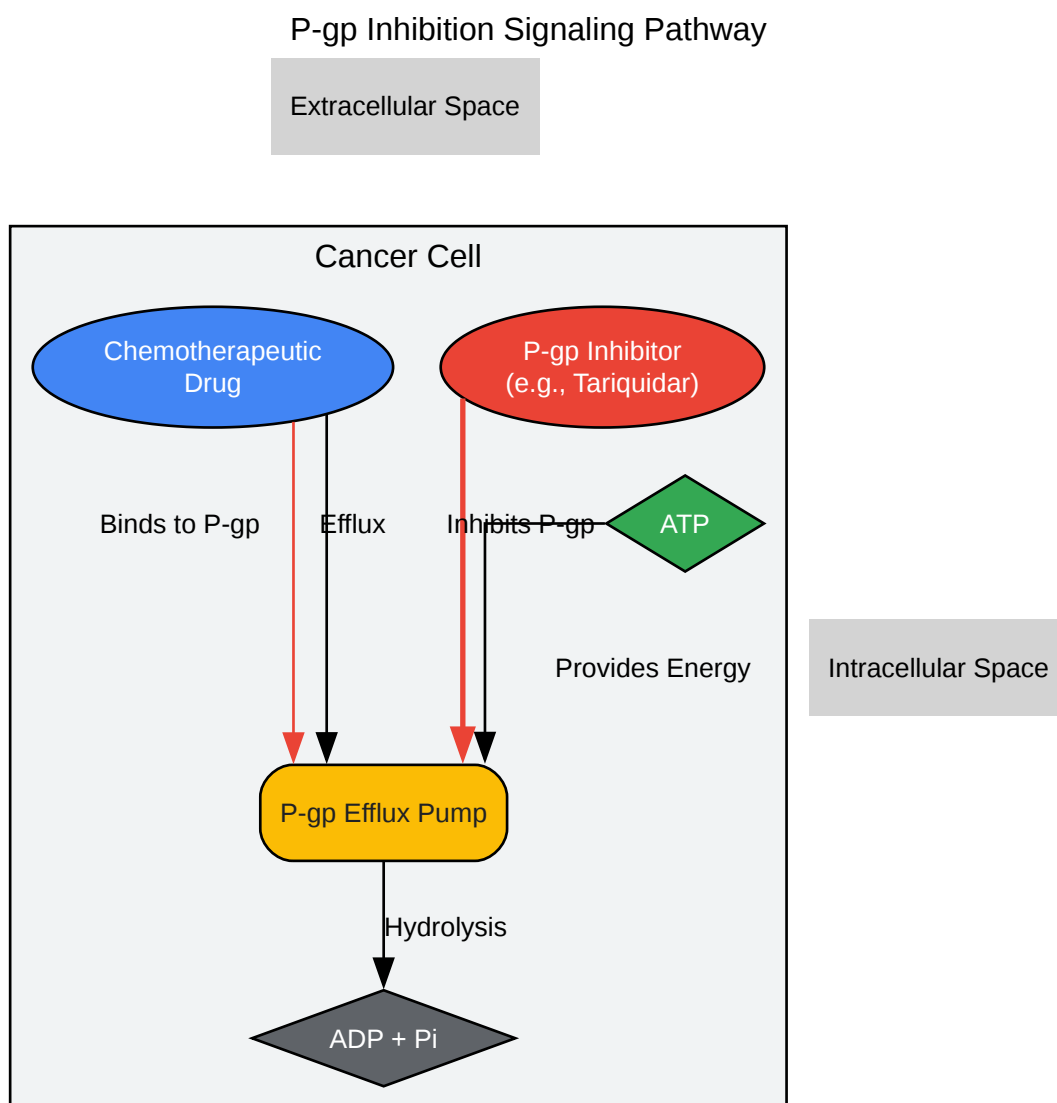 P-gp Inhibition Signaling Pathway
Extracellular Space
Cancer Cell
Chemotherapeutic
Drug
P-gp Inhibitor
(e.g., Tariquidar)
Binds to P-gp
Efflux
Inhibits P-gp
ATP
Provides Energy
Intracellular Space
P-gp Efflux Pump
Hydrolysis
ADP + Pi